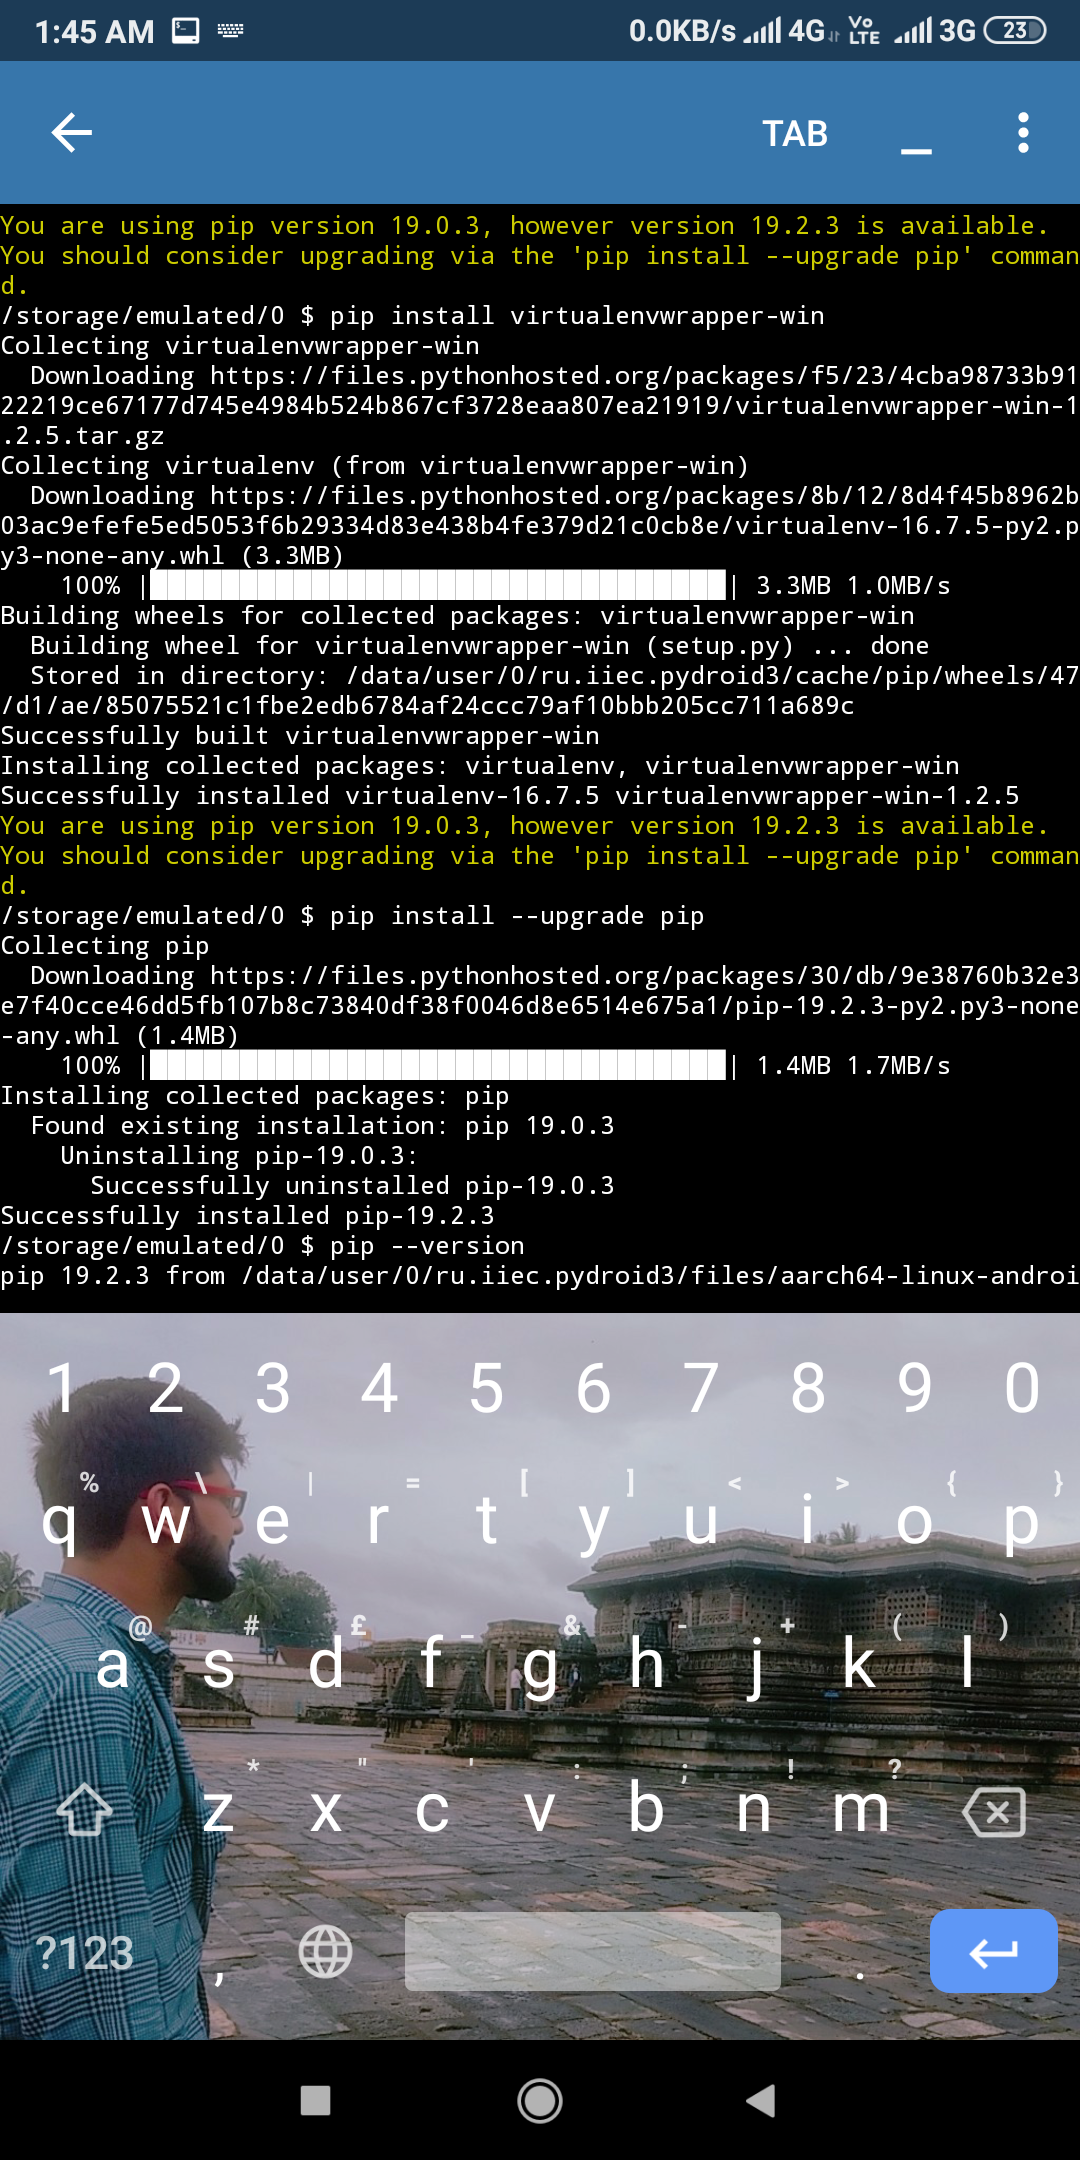 1:45 AM 0.0KB/s 4G Vo LTE 3G 23
TAB _
You are using pip version 19.0.3, however version 19.2.3 is available.
You should consider upgrading via the 'pip install --upgrade pip' comman
d.
/storage/emulated/0 $ pip install virtualenvwrapper-win
Collecting virtualenvwrapper-win
  Downloading https://files.pythonhosted.org/packages/f5/23/4cba98733b91
22219ce67177d745e4984b524b867cf3728eaa807ea21919/virtualenvwrapper-win-1
.2.5.tar.gz
Collecting virtualenv (from virtualenvwrapper-win)
  Downloading https://files.pythonhosted.org/packages/8b/12/8d4f45b8962b
03ac9efefe5ed5053f6b29334d83e438b4fe379d21c0cb8e/virtualenv-16.7.5-py2.p
y3-none-any.whl (3.3MB)
    100% || 3.3MB 1.0MB/s
Building wheels for collected packages: virtualenvwrapper-win
  Building wheel for virtualenvwrapper-win (setup.py) ... done
  Stored in directory: /data/user/0/ru.iiec.pydroid3/cache/pip/wheels/47
/d1/ae/85075521c1fbe2edb6784af24ccc79af10bbb205cc711a689c
Successfully built virtualenvwrapper-win
Installing collected packages: virtualenv, virtualenvwrapper-win
Successfully installed virtualenv-16.7.5 virtualenvwrapper-win-1.2.5
You are using pip version 19.0.3, however version 19.2.3 is available.
You should consider upgrading via the 'pip install --upgrade pip' comman
d.
/storage/emulated/0 $ pip install --upgrade pip
Collecting pip
  Downloading https://files.pythonhosted.org/packages/30/db/9e38760b32e3
e7f40cce46dd5fb107b8c73840df38f0046d8e6514e675a1/pip-19.2.3-py2.py3-none
-any.whl (1.4MB)
    100% || 1.4MB 1.7MB/s
Installing collected packages: pip
  Found existing installation: pip 19.0.3
    Uninstalling pip-19.0.3:
      Successfully uninstalled pip-19.0.3
Successfully installed pip-19.2.3
/storage/emulated/0 $ pip --version
pip 19.2.3 from /data/user/0/ru.iiec.pydroid3/files/aarch64-linux-androi
1 2 3 4 5 6 7 8 9 0
% \ | = [ ] < > { }
q w e r t y u i o p
@ # £ _ & - + ( )
a s d f g h j k l
* " ' : ; ! ?
z x c v b n m
?123 , .